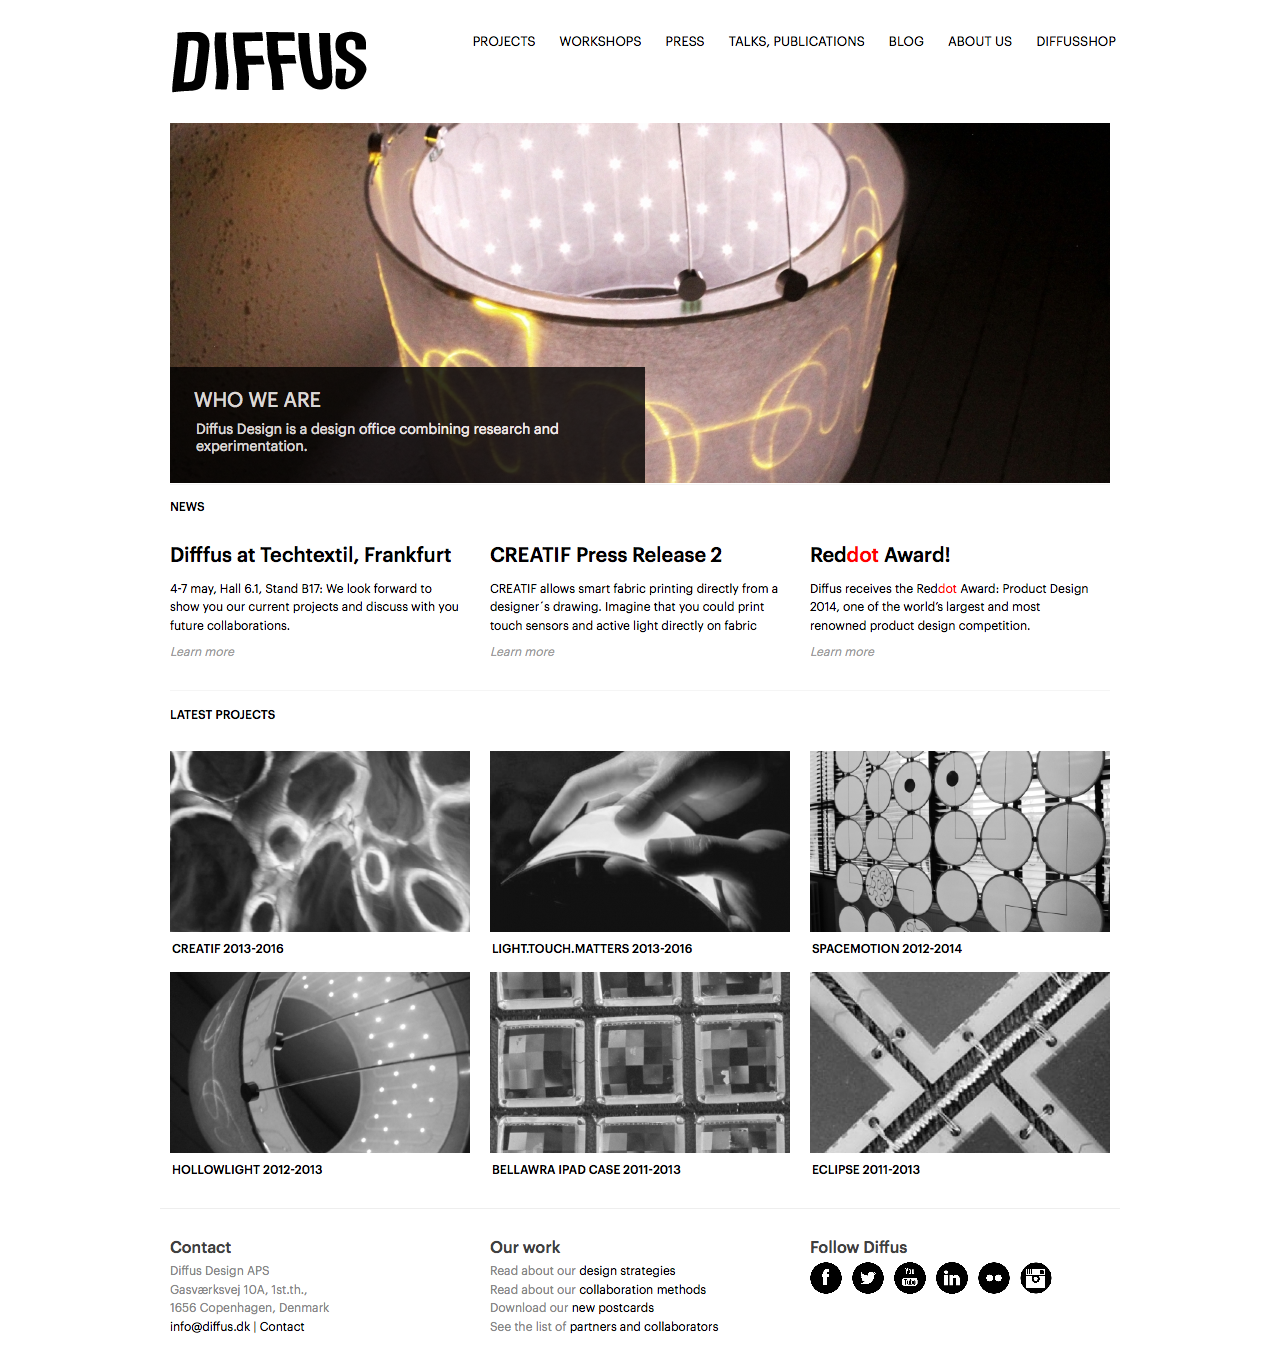 DIFFUS
PROJECTS WORKSHOPS PRESS TALKS, PUBLICATIONS BLOG ABOUT US DIFFUSSHOP
WHO WE ARE
Diffus Design is a design office combining research and
experimentation.
NEWS
Difffus at Techtextil, Frankfurt
4-7 may, Hall 6.1, Stand B17: We look forward to
show you our current projects and discuss with you
future collaborations.
Learn more
CREATIF Press Release 2
CREATIF allows smart fabric printing directly from a
designer´s drawing. Imagine that you could print
touch sensors and active light directly on fabric
Learn more
Reddot Award!
Diffus receives the Reddot Award: Product Design
2014, one of the world's largest and most
renowned product design competition.
Learn more
LATEST PROJECTS
CREATIF 2013-2016
LIGHT.TOUCH.MATTERS 2013-2016
SPACEMOTION 2012-2014
HOLLOWLIGHT 2012-2013
BELLAWRA IPAD CASE 2011-2013
ECLIPSE 2011-2013
Contact
Diffus Design APS
Gasværksvej 10A, 1st.th.,
1656 Copenhagen, Denmark
info@diffus.dk | Contact
Our work
Read about our design strategies
Read about our collaboration methods
Download our new postcards
See the list of partners and collaborators
Follow Diffus
f
You
Tube
in